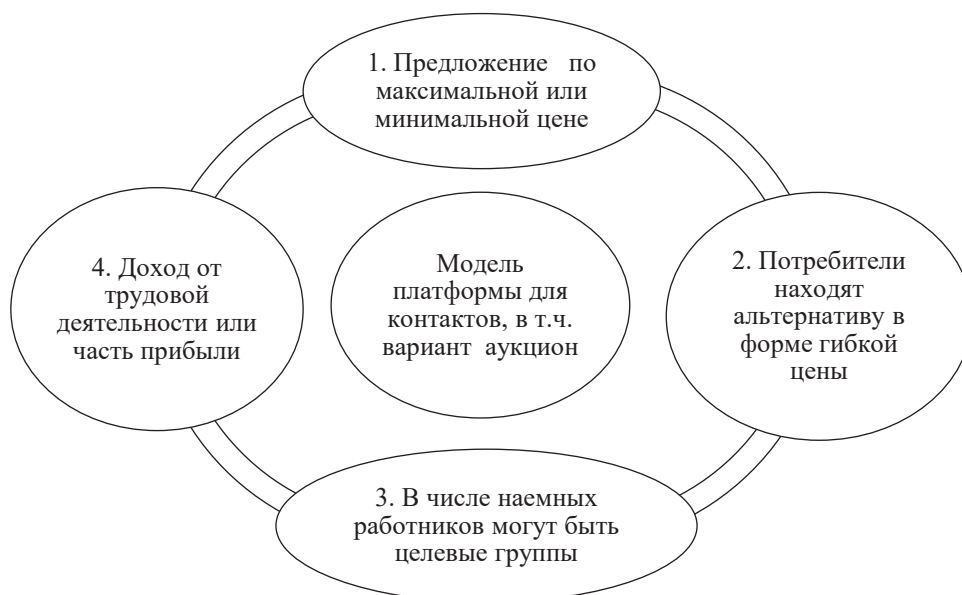 1. Предложение по
максимальной или
минимальной цене
4. Доход от
трудовой
деятельности или
часть прибыли
Модель
платформы для
контактов, в т.ч.
вариант аукцион
2. Потребители
находят
альтернативу в
форме гибкой
цены
3. В числе наемных
работников могут быть
целевые группы